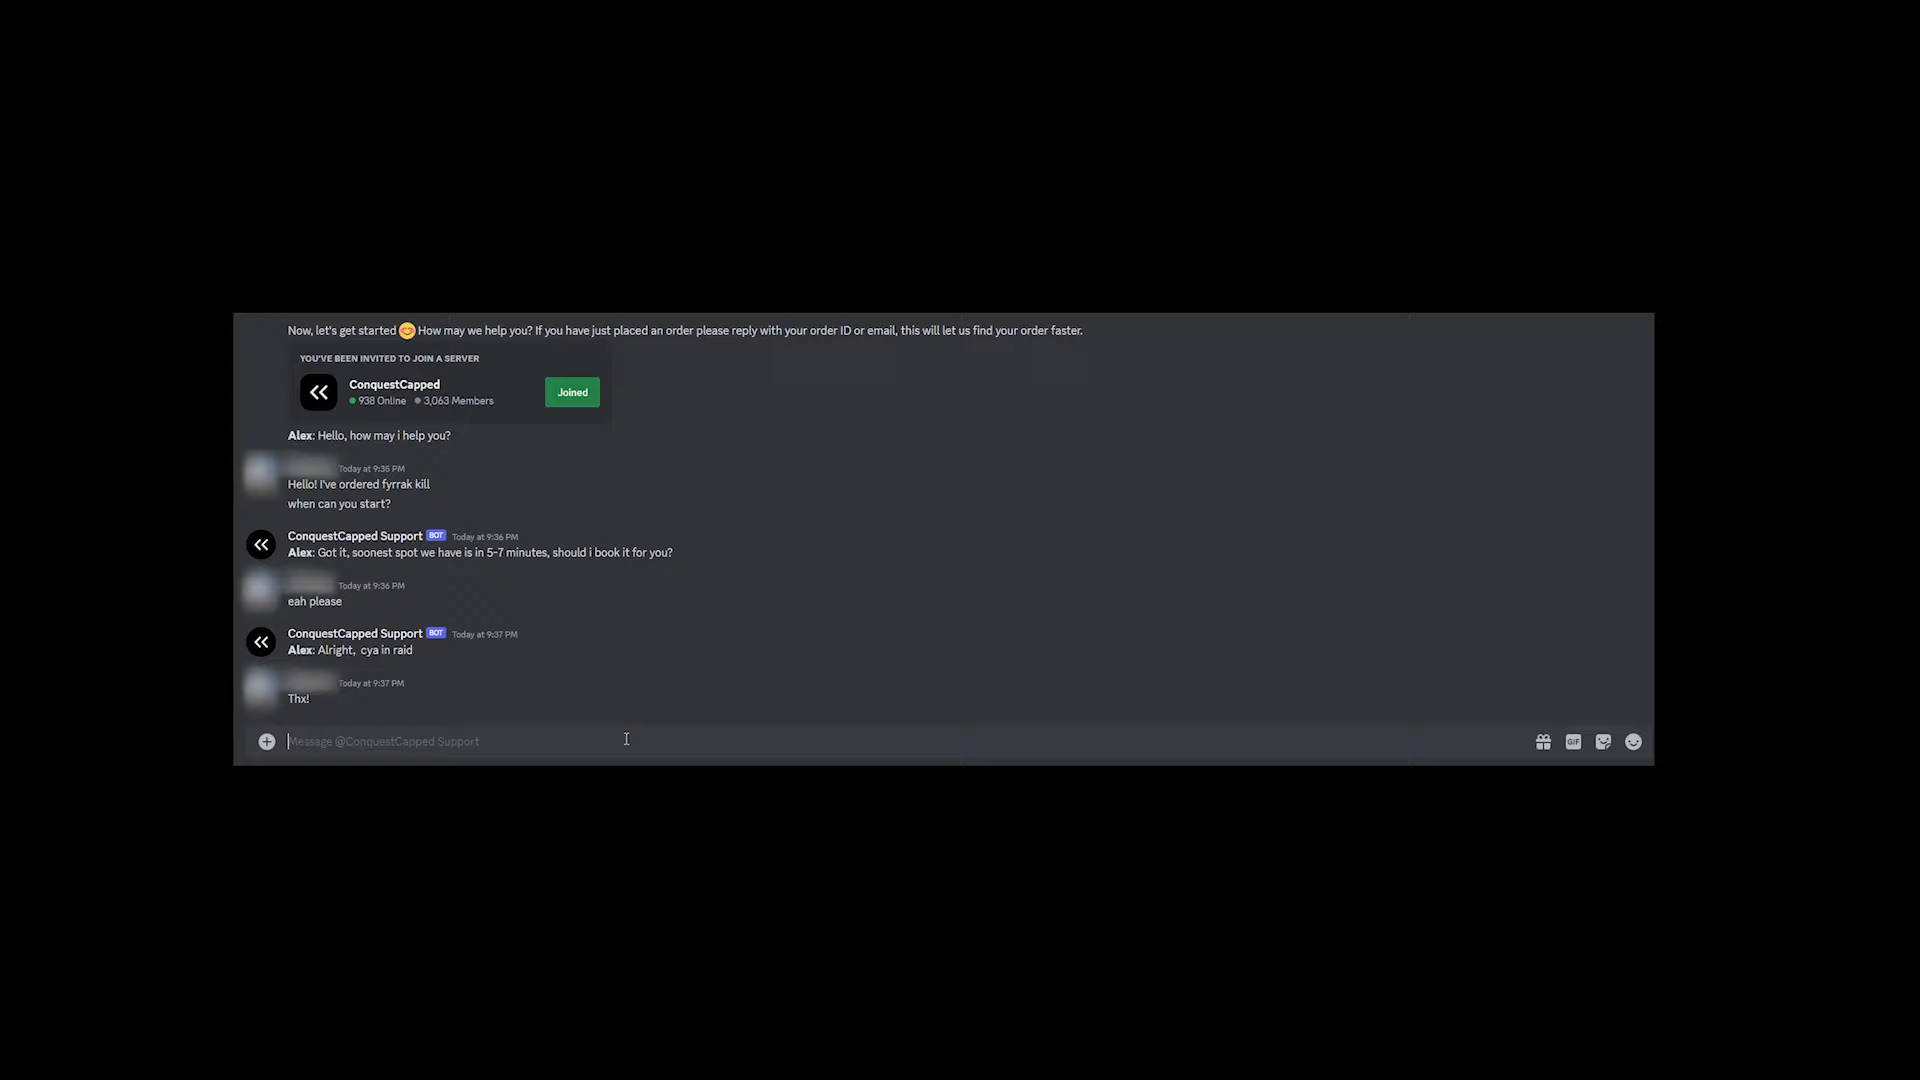 Now, let's get started 😊 How may we help you? If you have just placed an order please reply with your order ID or email, this will let us find your order faster.
YOU'VE BEEN INVITED TO JOIN A SERVER
ConquestCapped
938 Online 3,063 Members
Joined
Alex: Hello, how may i help you?
Today at 9:35 PM
Hello! I've ordered fyrrak kill
when can you start?
ConquestCapped Support BOT Today at 9:36 PM
Alex: Got it, soonest spot we have is in 5-7 minutes, should i book it for you?
Today at 9:36 PM
eah please
ConquestCapped Support BOT Today at 9:37 PM
Alex: Alright, cya in raid
Today at 9:37 PM
Thx!
Message @ConquestCapped Support
GIF